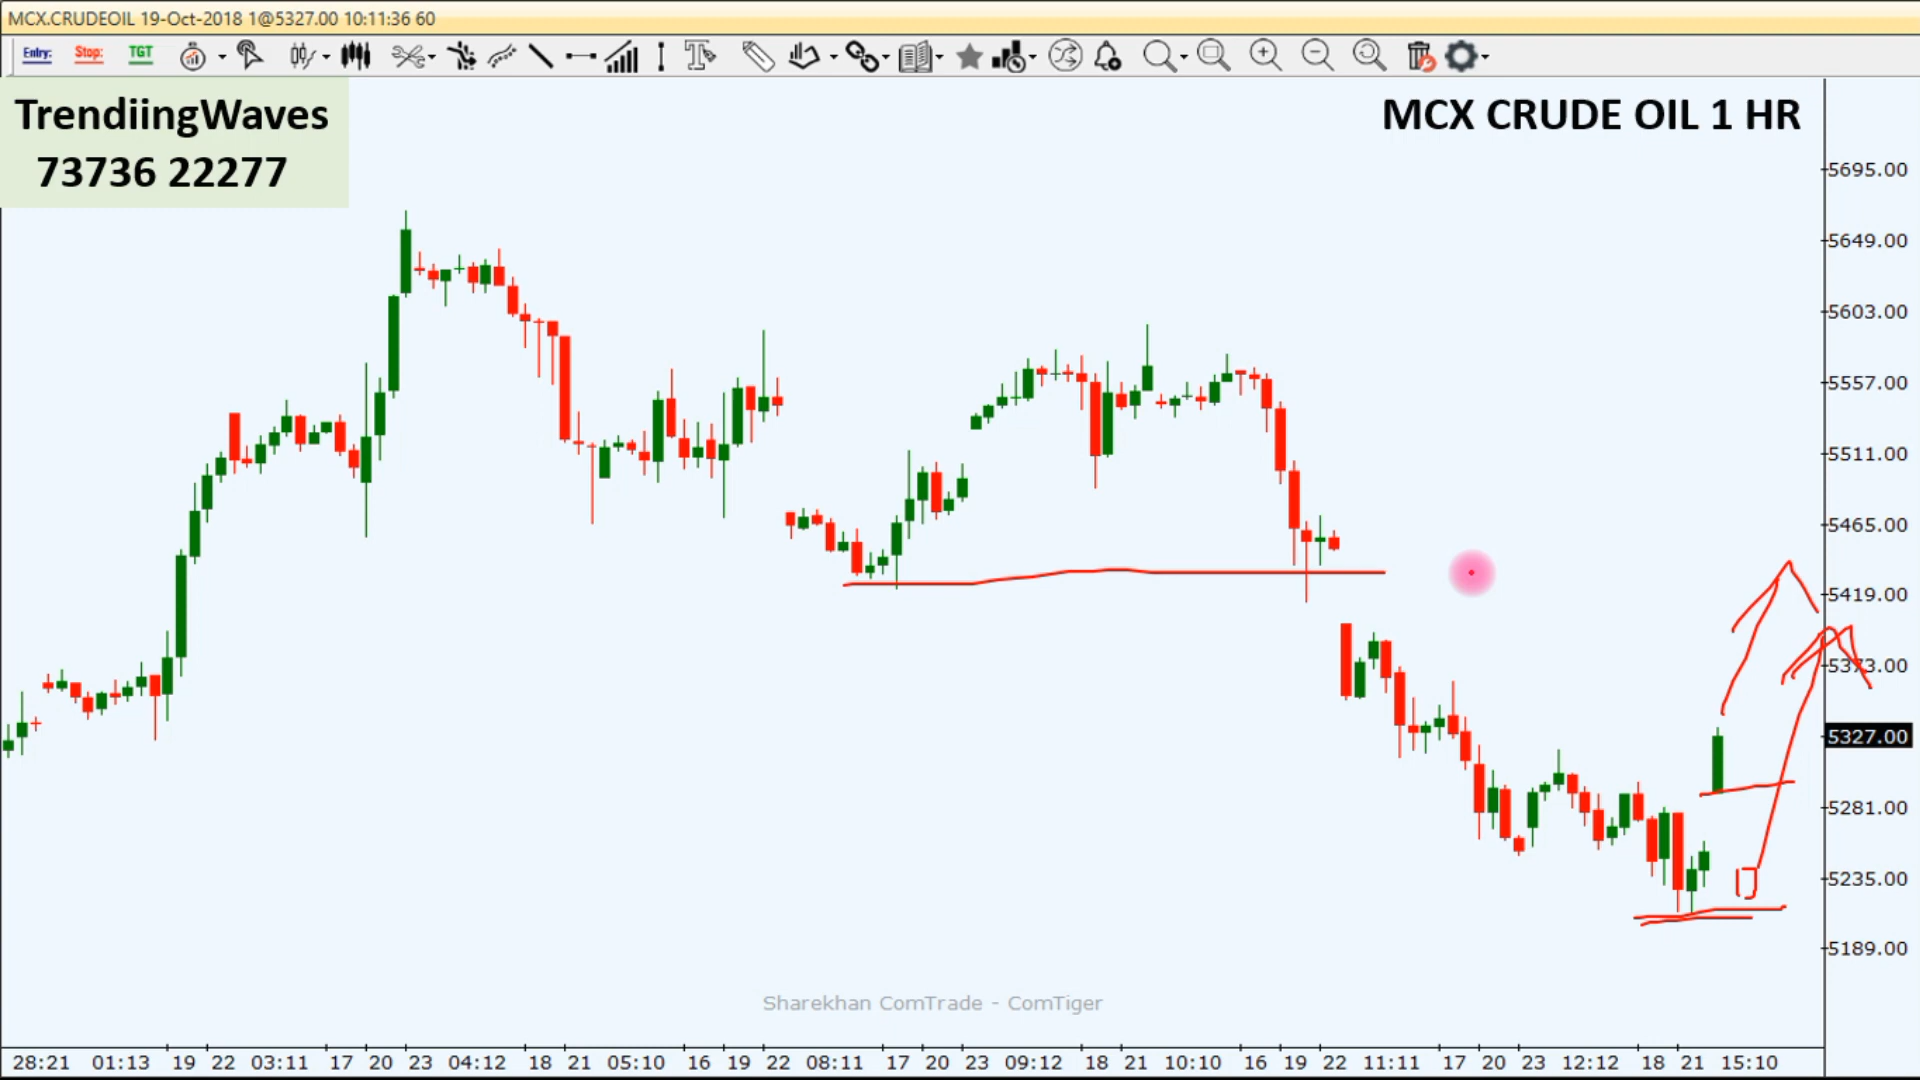 MCX.CRUDEOIL 19-Oct-2018 1@5327.00 10:11:36 60
Entry: Stop: TGT
TrendiingWaves
73736 22277
MCX CRUDE OIL 1 HR
5695.00
5649.00
5603.00
5557.00
5511.00
5465.00
5419.00
5373.00
5327.00
5281.00
5235.00
5189.00
Sharekhan ComTrade - ComTiger
28:21 01:13 19 22 03:11 17 20 23 04:12 18 21 05:10 16 19 22 08:11 17 20 23 09:12 18 21 10:10 16 19 22 11:11 17 20 23 12:12 18 21 15:10